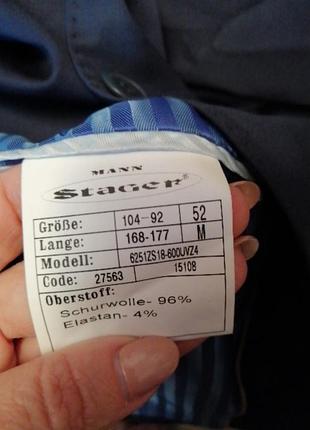 MANN
Stager®
Größe: 104-92 52
Lange: 168-177 M
Modell: 6251ZS18-600UVZ4
Code: 27563 15108
Oberstoff:
Schurwolle- 96%
Elastan- 4%